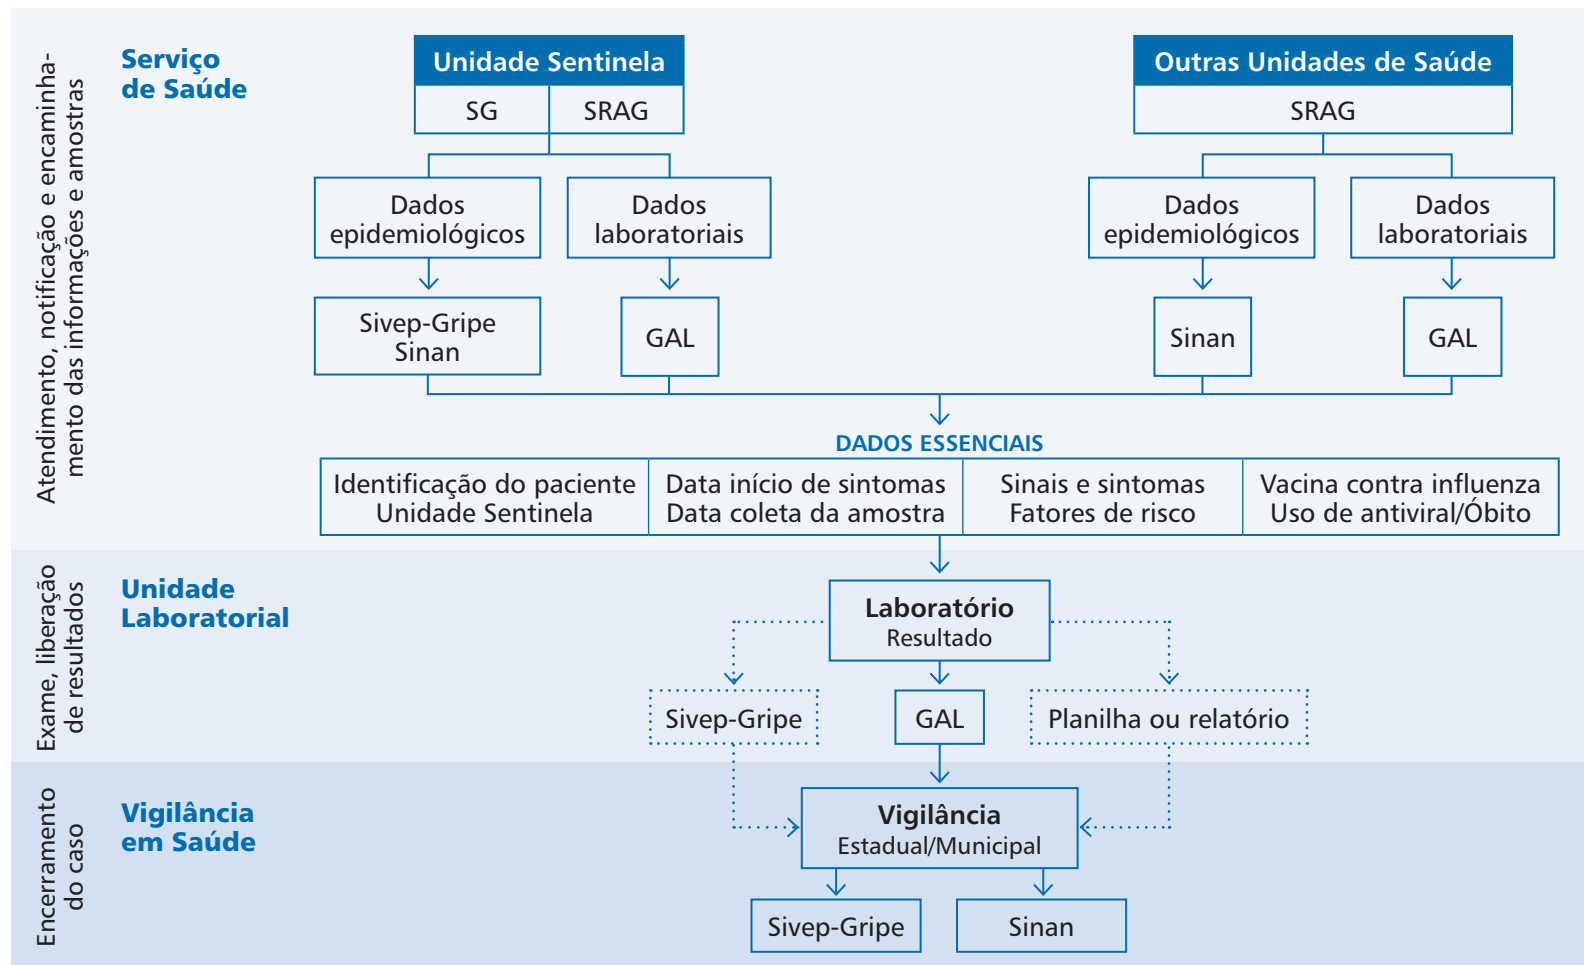 Atendimento, notificação e encaminha-
mento das informações e amostras
Serviço
de Saúde
Unidade Sentinela
SG
SRAG
Outras Unidades de Saúde
SRAG
Dados
epidemiológicos
Dados
laboratoriais
Dados
epidemiológicos
Dados
laboratoriais
Sivep-Gripe
Sinan
GAL
Sinan
GAL
DADOS ESSENCIAIS
Identificação do paciente
Unidade Sentinela
Data início de sintomas
Data coleta da amostra
Sinais e sintomas
Fatores de risco
Vacina contra influenza
Uso de antiviral/Óbito
Exame, liberação
de resultados
Unidade
Laboratorial
Laboratório
Resultado
Sivep-Gripe
GAL
Planilha ou relatório
Encerramento
do caso
Vigilância
em Saúde
Vigilância
Estadual/Municipal
Sivep-Gripe
Sinan